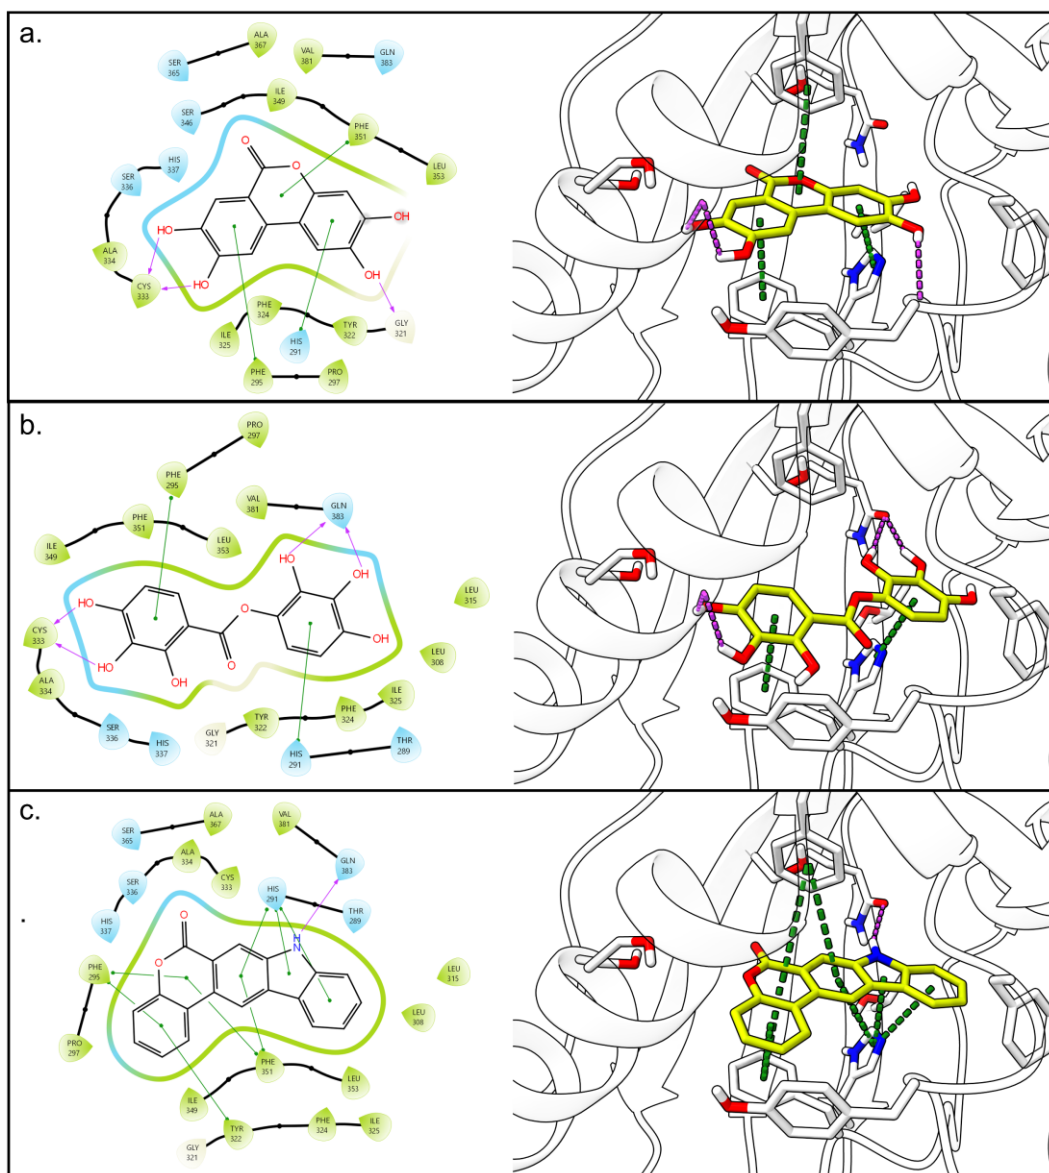 a.
ALA
367
SER
365
VAL
381
GLN
383
ILE
349
SER
346
PHE
351
LEU
353
HIS
337
SER
336
ALA
334
CYS
333
O
O
HO
HO
OH
OH
PHE
324
ILE
325
TYR
322
GLY
321
HIS
291
PHE
295
PRO
297
b.
PRO
297
PHE
295
VAL
381
GLN
383
PHE
351
LEU
353
ILE
349
HO
OH
LEU
315
HO
O
CYS
333
HO
OH
O
OH
LEU
308
ALA
334
ILE
325
PHE
324
TYR
322
GLY
321
SER
336
HIS
337
HIS
291
THR
289
c.
ALA
367
SER
365
VAL
381
ALA
334
CYS
333
GLN
383
SER
336
HIS
291
THR
289
HIS
337
O
H
N
O
PHE
295
LEU
315
LEU
308
PRO
297
PHE
351
LEU
353
ILE
349
PHE
324
ILE
325
TYR
322
GLY
321